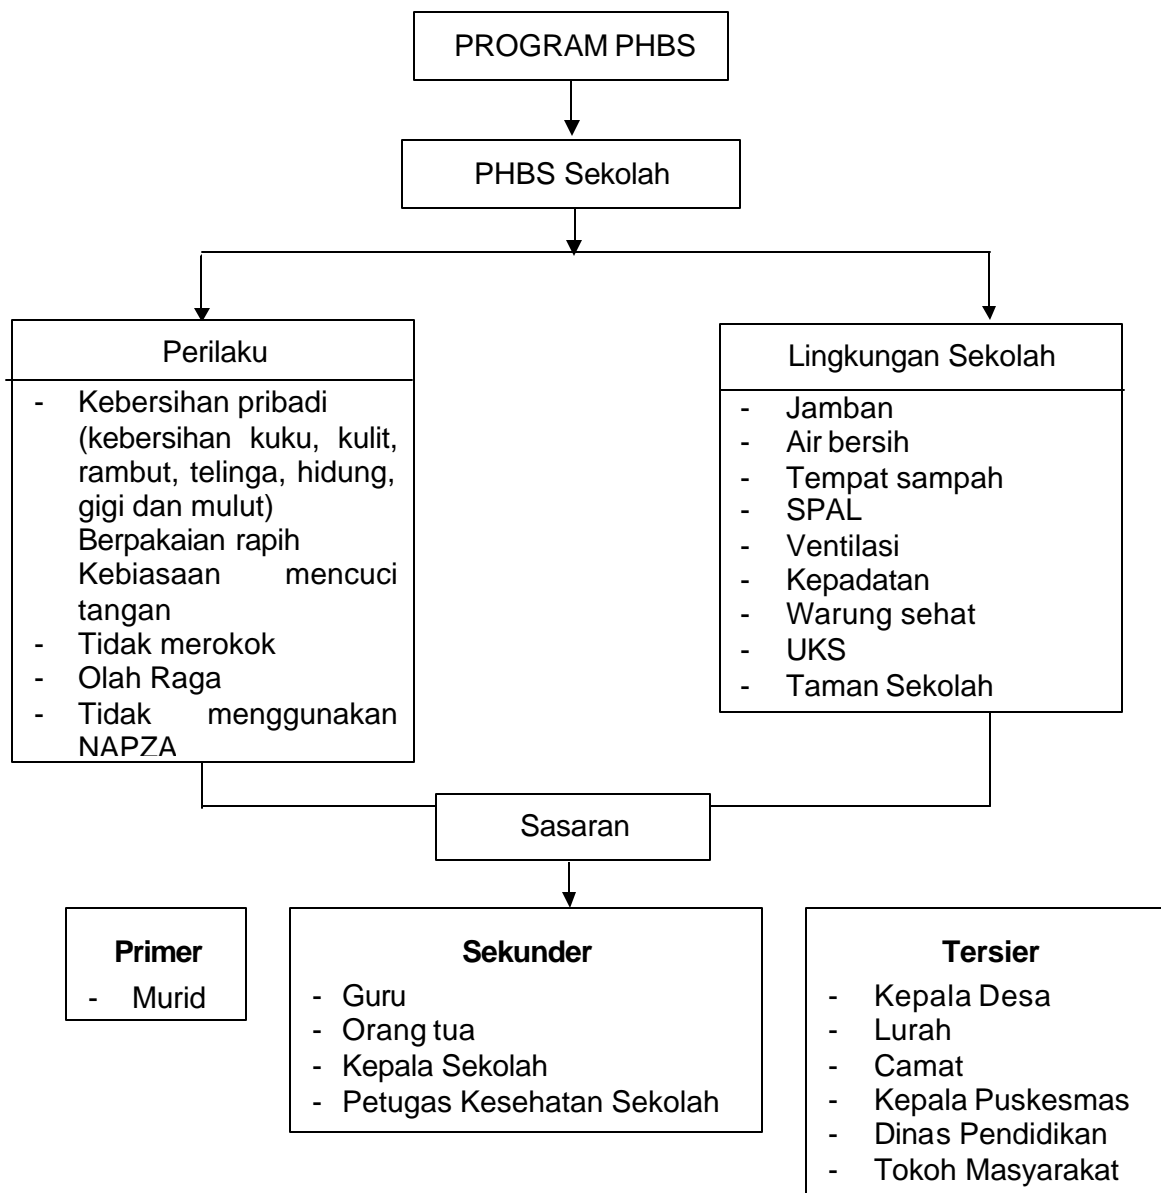 PROGRAM PHBS
PHBS Sekolah
Perilaku
- Kebersihan pribadi
(kebersihan kuku, kulit,
rambut, telinga, hidung,
gigi dan mulut)
Berpakaian rapih
Kebiasaan mencuci
tangan
- Tidak merokok
- Olah Raga
- Tidak menggunakan
NAPZA
Lingkungan Sekolah
- Jamban
- Air bersih
- Tempat sampah
- SPAL
- Ventilasi
- Kepadatan
- Warung sehat
- UKS
- Taman Sekolah
Sasaran
Primer
- Murid
Sekunder
- Guru
- Orang tua
- Kepala Sekolah
- Petugas Kesehatan Sekolah
Tersier
- Kepala Desa
- Lurah
- Camat
- Kepala Puskesmas
- Dinas Pendidikan
- Tokoh Masyarakat